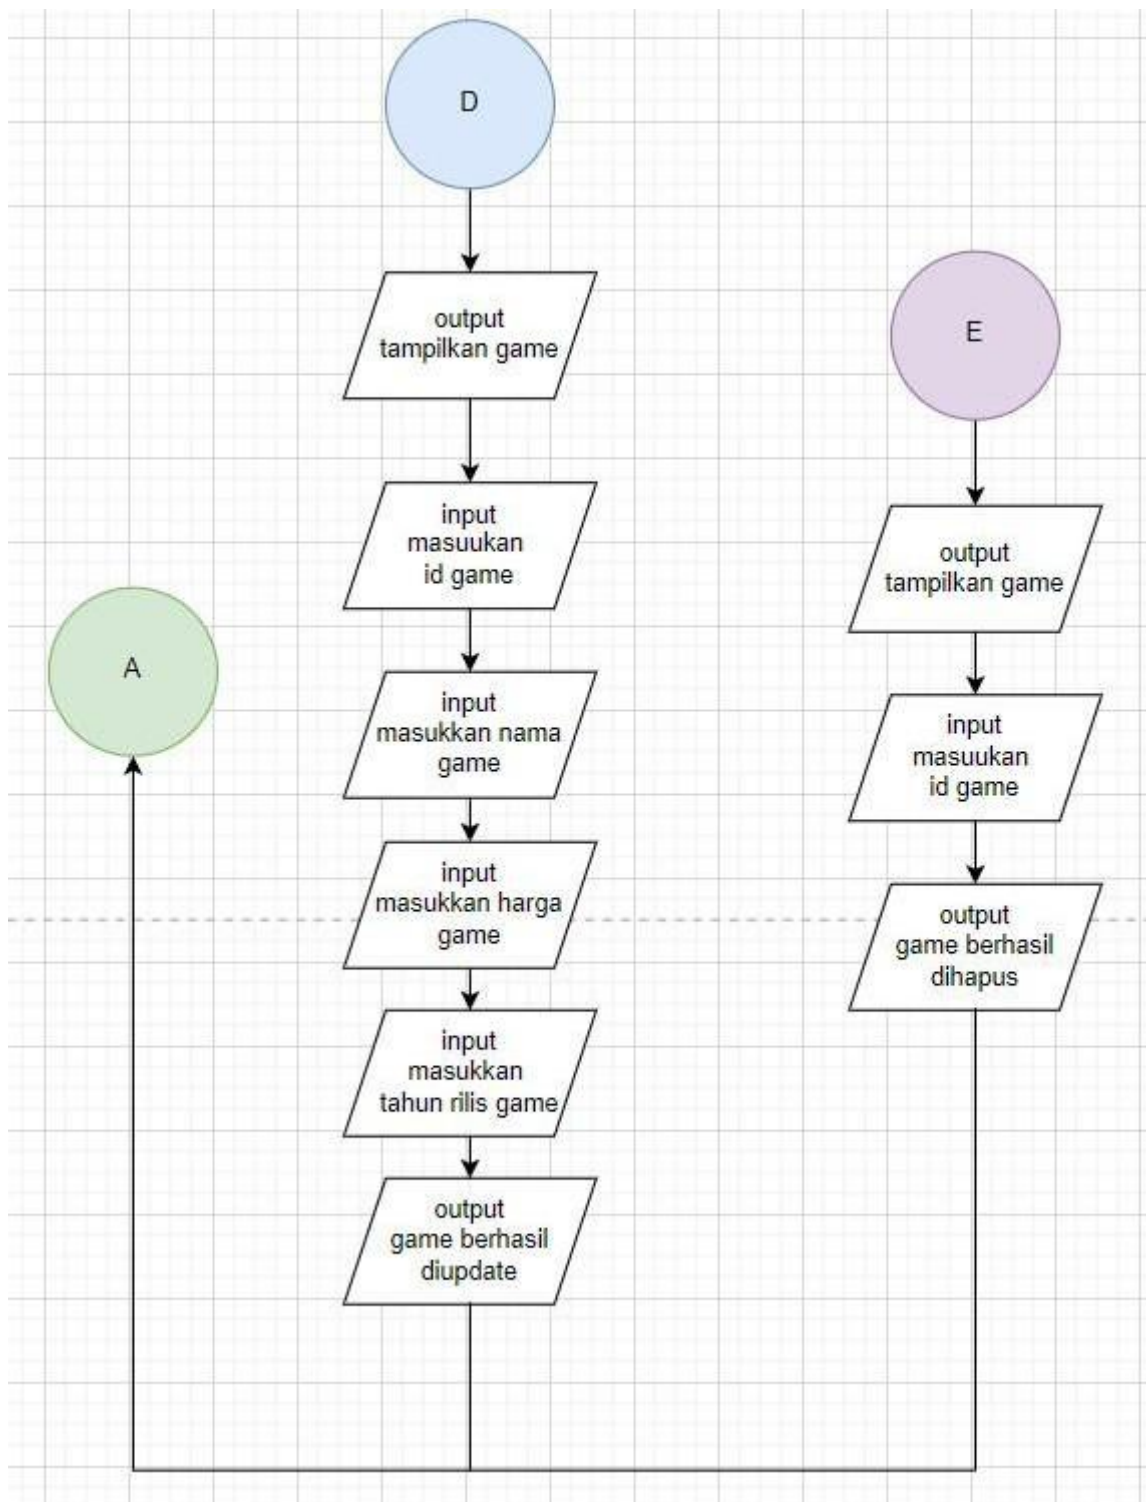 D
output
tampilkan game
input
masuukan
id game
input
masukkan nama
game
input
masukkan harga
game
input
masukkan
tahun rilis game
output
game berhasil
diupdate
E
output
tampilkan game
input
masuukan
id game
output
game berhasil
dihapus
A